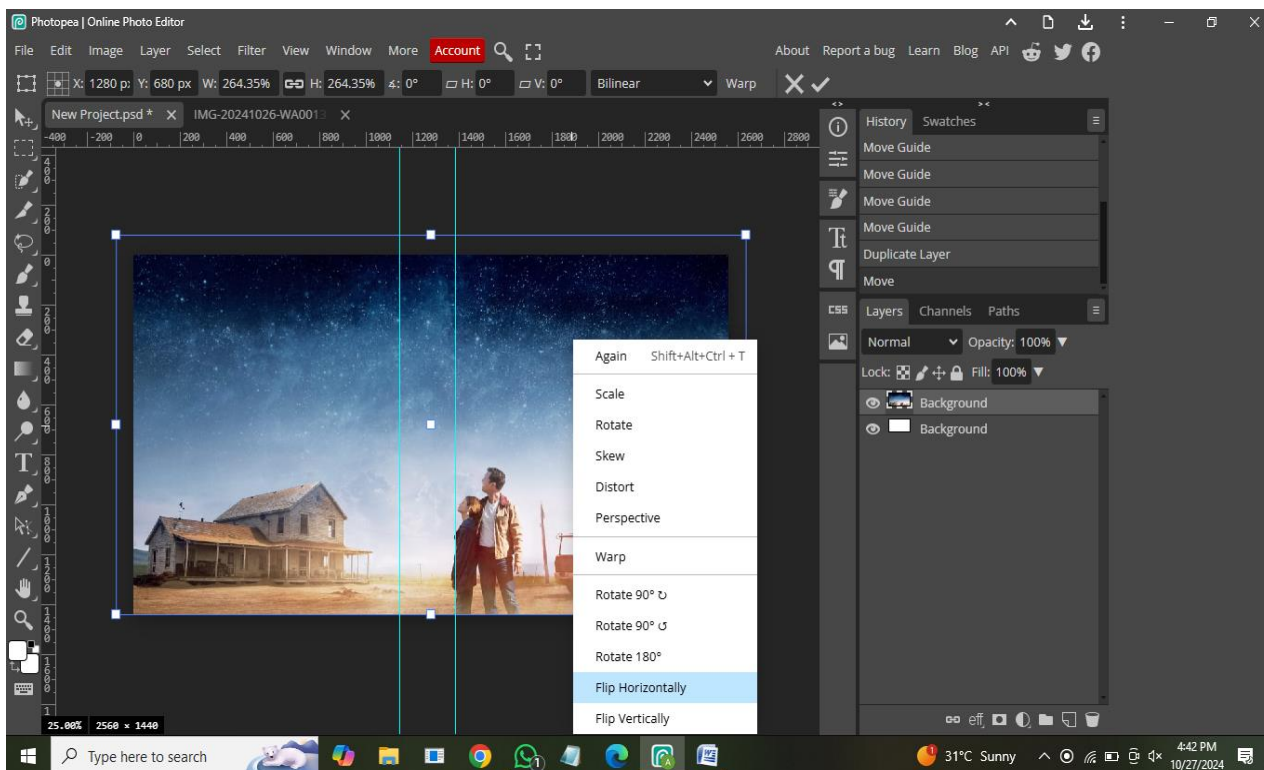 Photopea | Online Photo Editor
File Edit Image Layer Select Filter View Window More Account About Report a bug Learn Blog API
X: 1280 p: Y: 680 px W: 264.35% H: 264.35% 0° H: 0° V: 0° Bilinear Warp
New Project.psd * IMG-20241026-WA0013
-400 -200 0 200 400 600 800 1000 1200 1400 1600 1800 2000 2200 2400 2600 2800
History Swatches
Move Guide
Move Guide
Move Guide
Move Guide
Duplicate Layer
Move
CSS
Layers Channels Paths
Normal Opacity: 100%
Lock: Fill: 100%
Background
Background
Again Shift+Alt+Ctrl + T
Scale
Rotate
Skew
Distort
Perspective
Warp
Rotate 90° ↻
Rotate 90° ↺
Rotate 180°
Flip Horizontally
Flip Vertically
eff
25.00% 2560 × 1440
Type here to search
31°C Sunny
4:42 PM
10/27/2024